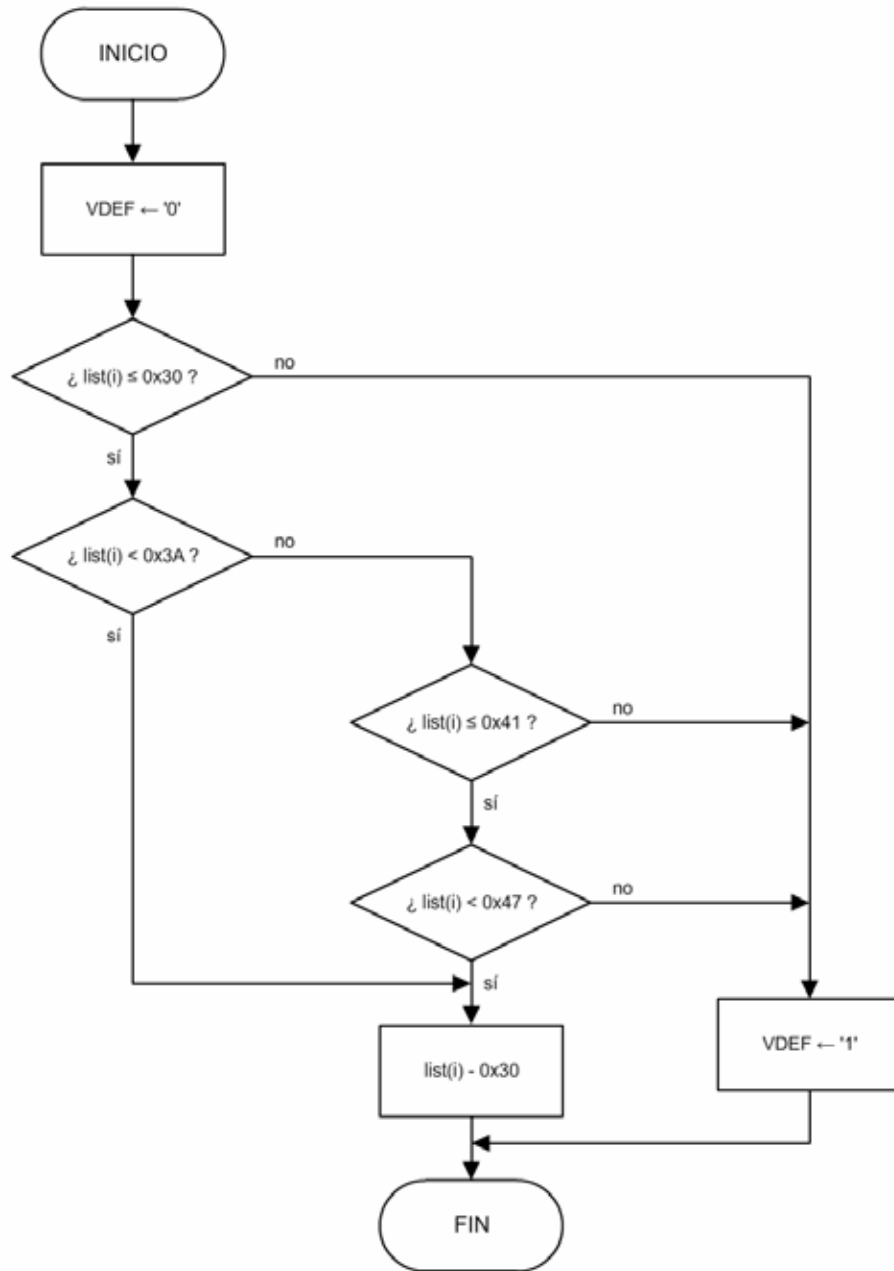 INICIO
VDEF ← '0'
¿ list(i) ≤ 0x30 ?
no
sí
¿ list(i) < 0x3A ?
no
sí
¿ list(i) ≤ 0x41 ?
no
sí
¿ list(i) < 0x47 ?
no
sí
list(i) - 0x30
VDEF ← '1'
FIN